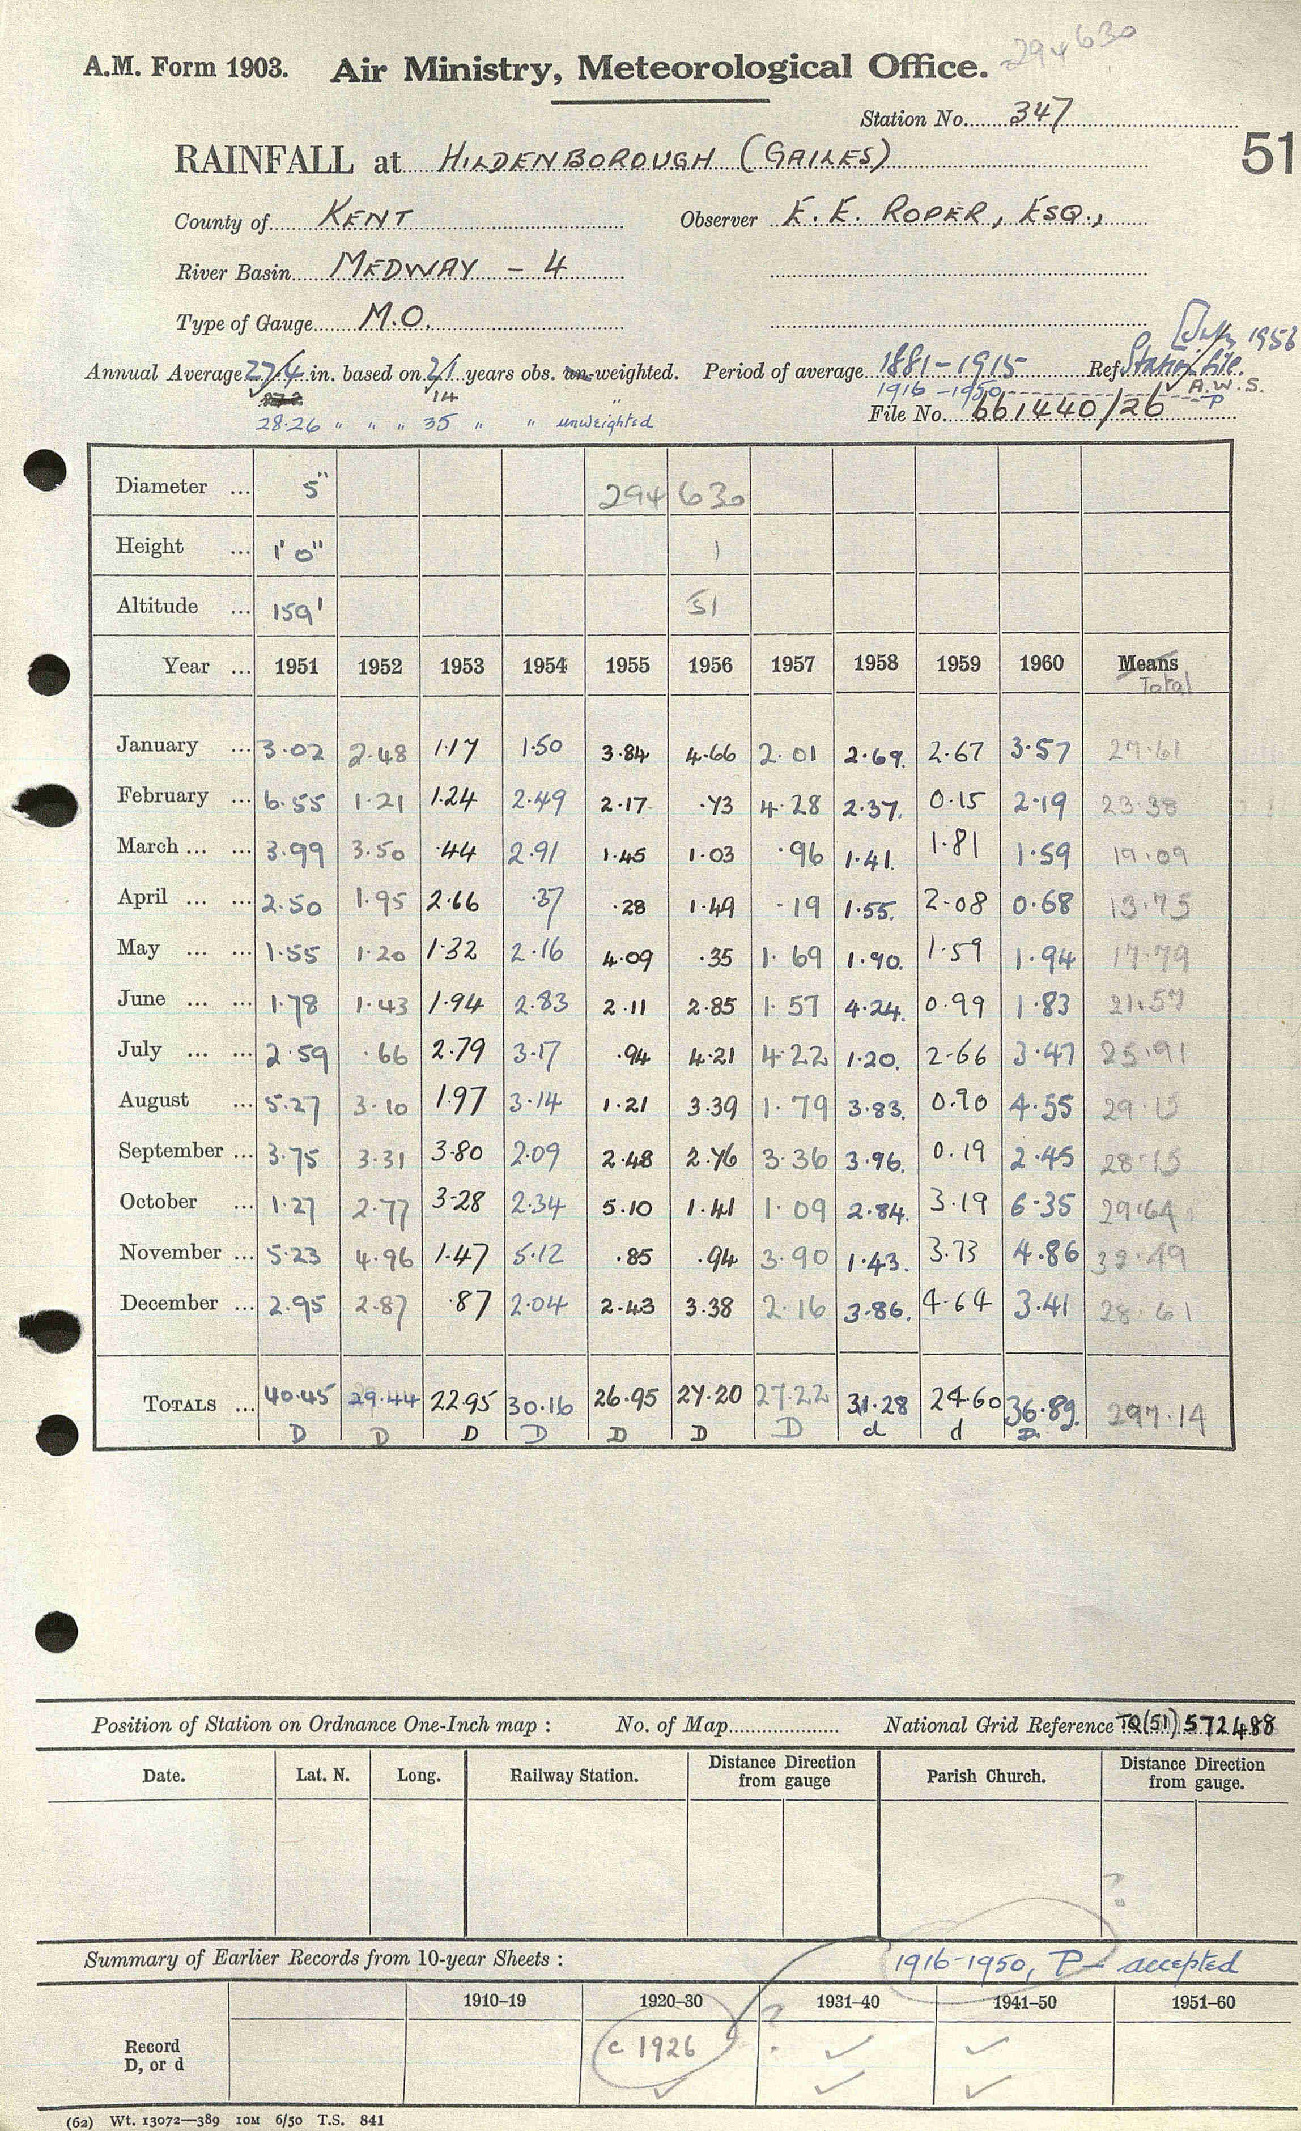 294630
A.M. Form 1903. Air Ministry, Meteorological Office.
Station No. 347
51
RAINFALL at HILDENBOROUGH (GAILES)
County of KENT Observer E. E. ROPER, ESQ.,
River Basin MEDWAY - 4
Type of Gauge M.O.
1956
Annual Average 27.4 in. based on 21 years obs. un-weighted. Period of average 1881-1915 Ref
14 1916-1950 A.W.S.
28.26 " " " 35 " " unweighted File No. 661440/26 P
Diameter ... 5" 294 630
Height ... 1' 0" 1
Altitude ... 159' 51
Year ... 1951 1952 1953 1954 1955 1956 1957 1958 1959 1960 Means
Total
January ... 3.02 2.48 1.17 1.50 3.84 4.66 2.01 2.69. 2.67 3.57 27.61
February ... 6.55 1.21 1.24 2.49 2.17 .73 4.28 2.37. 0.15 2.19 23.38
March ... ... 3.99 3.50 .44 2.91 1.45 1.03 .96 1.41. 1.81 1.59 19.09
April ... ... 2.50 1.95 2.66 .37 .28 1.49 .19 1.55. 2.08 0.68 13.75
May ... ... 1.55 1.20 1.32 2.16 4.09 .35 1.69 1.90. 1.59 1.94 17.79
June ... ... 1.78 1.43 1.94 2.83 2.11 2.85 1.57 4.24. 0.99 1.83 21.57
July ... ... 2.59 .66 2.79 3.17 .94 4.21 4.22 1.20. 2.66 3.47 25.91
August ... 5.27 3.10 1.97 3.14 1.21 3.39 1.79 3.83. 0.90 4.55 29.15
September ... 3.75 3.31 3.80 2.09 2.48 2.76 3.36 3.96. 0.19 2.45 28.15
October ... 1.27 2.77 3.28 2.34 5.10 1.41 1.09 2.84. 3.19 6.35 29.64
November ... 5.23 4.96 1.47 5.12 .85 .94 3.90 1.43. 3.73 4.86 32.49
December ... 2.95 2.87 .87 2.04 2.43 3.38 2.16 3.86. 4.64 3.41 28.61
TOTALS ... 40.45 29.44 22.95 30.16 26.95 27.20 27.22 31.28 24.60 36.89. 297.14
D D D D D D D d d D
Position of Station on Ordnance One-Inch map : No. of Map National Grid Reference TQ(51) 572488
Date. Lat. N. Long. Railway Station. Distance from gauge Direction Parish Church. Distance from gauge. Direction
?
Summary of Earlier Records from 10-year Sheets : 1916-1950, P - accepted
1910-19 1920-30 1931-40 1941-50 1951-60
Record D, or d c 1926 ? ✓ ✓
✓ ✓ ✓
(62) Wt. 13072—389 10M 6/50 T.S. 841